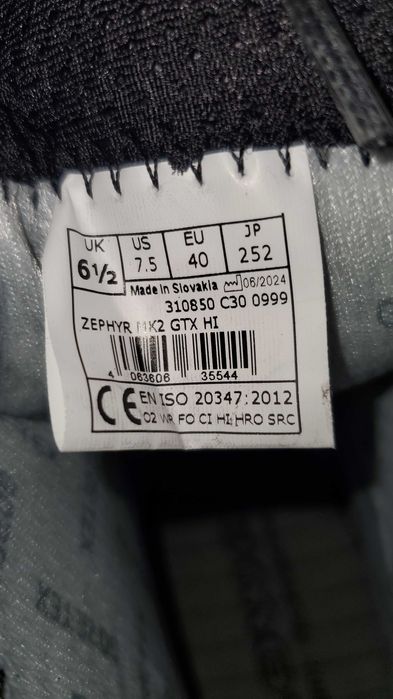 UK US EU JP
6½ 7.5 40 252
Made in Slovakia 06/2024
310850 C30 0999
ZEPHYR MK2 GTX HI
4 063606 35544
CE EN ISO 20347:2012
O2 WR FO CI HI HRO SRC